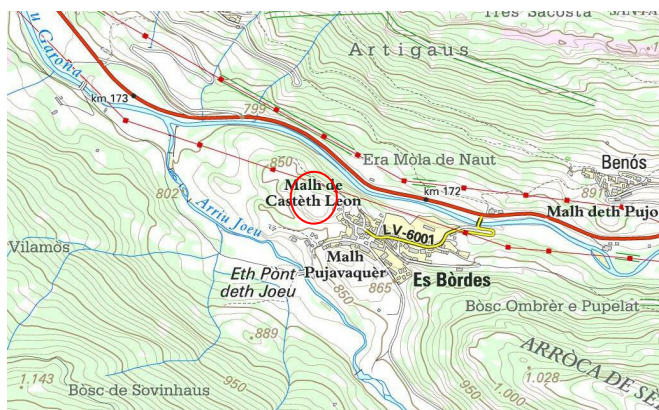 Tres Sacosta
Artigaus
Garona
km 173
799
850
Era Mòla de Naut
Benós
Malh de
Castèth Leon
802
km 172
891
Malh deth Pujo
Arriu Joeu
LV-6001
Vilamòs
Malh
Pujavaquèr
Eth Pònt
deth Joeu
Es Bòrdes
865
850
Bòsc Ombrèr e Pupelat
889
ARRÒCA DE
1.143
1.028
Bòsc de Sovinhaus
950
950
1.000